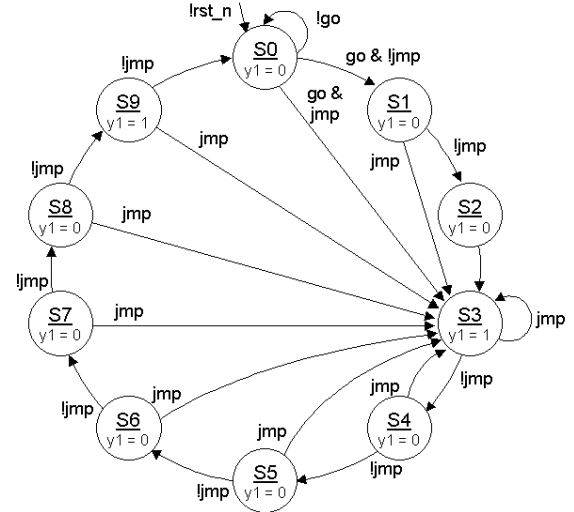 !rst_n
!go
S0
y1 = 0
go & !jmp
!jmp
S9
y1 = 1
go &
jmp
S1
y1 = 0
jmp
jmp
!jmp
!jmp
S8
y1 = 0
jmp
S2
y1 = 0
!jmp
S7
y1 = 0
jmp
S3
y1 = 1
jmp
!jmp
S6
y1 = 0
jmp
jmp
!jmp
S4
y1 = 0
jmp
!jmp
S5
y1 = 0
!jmp